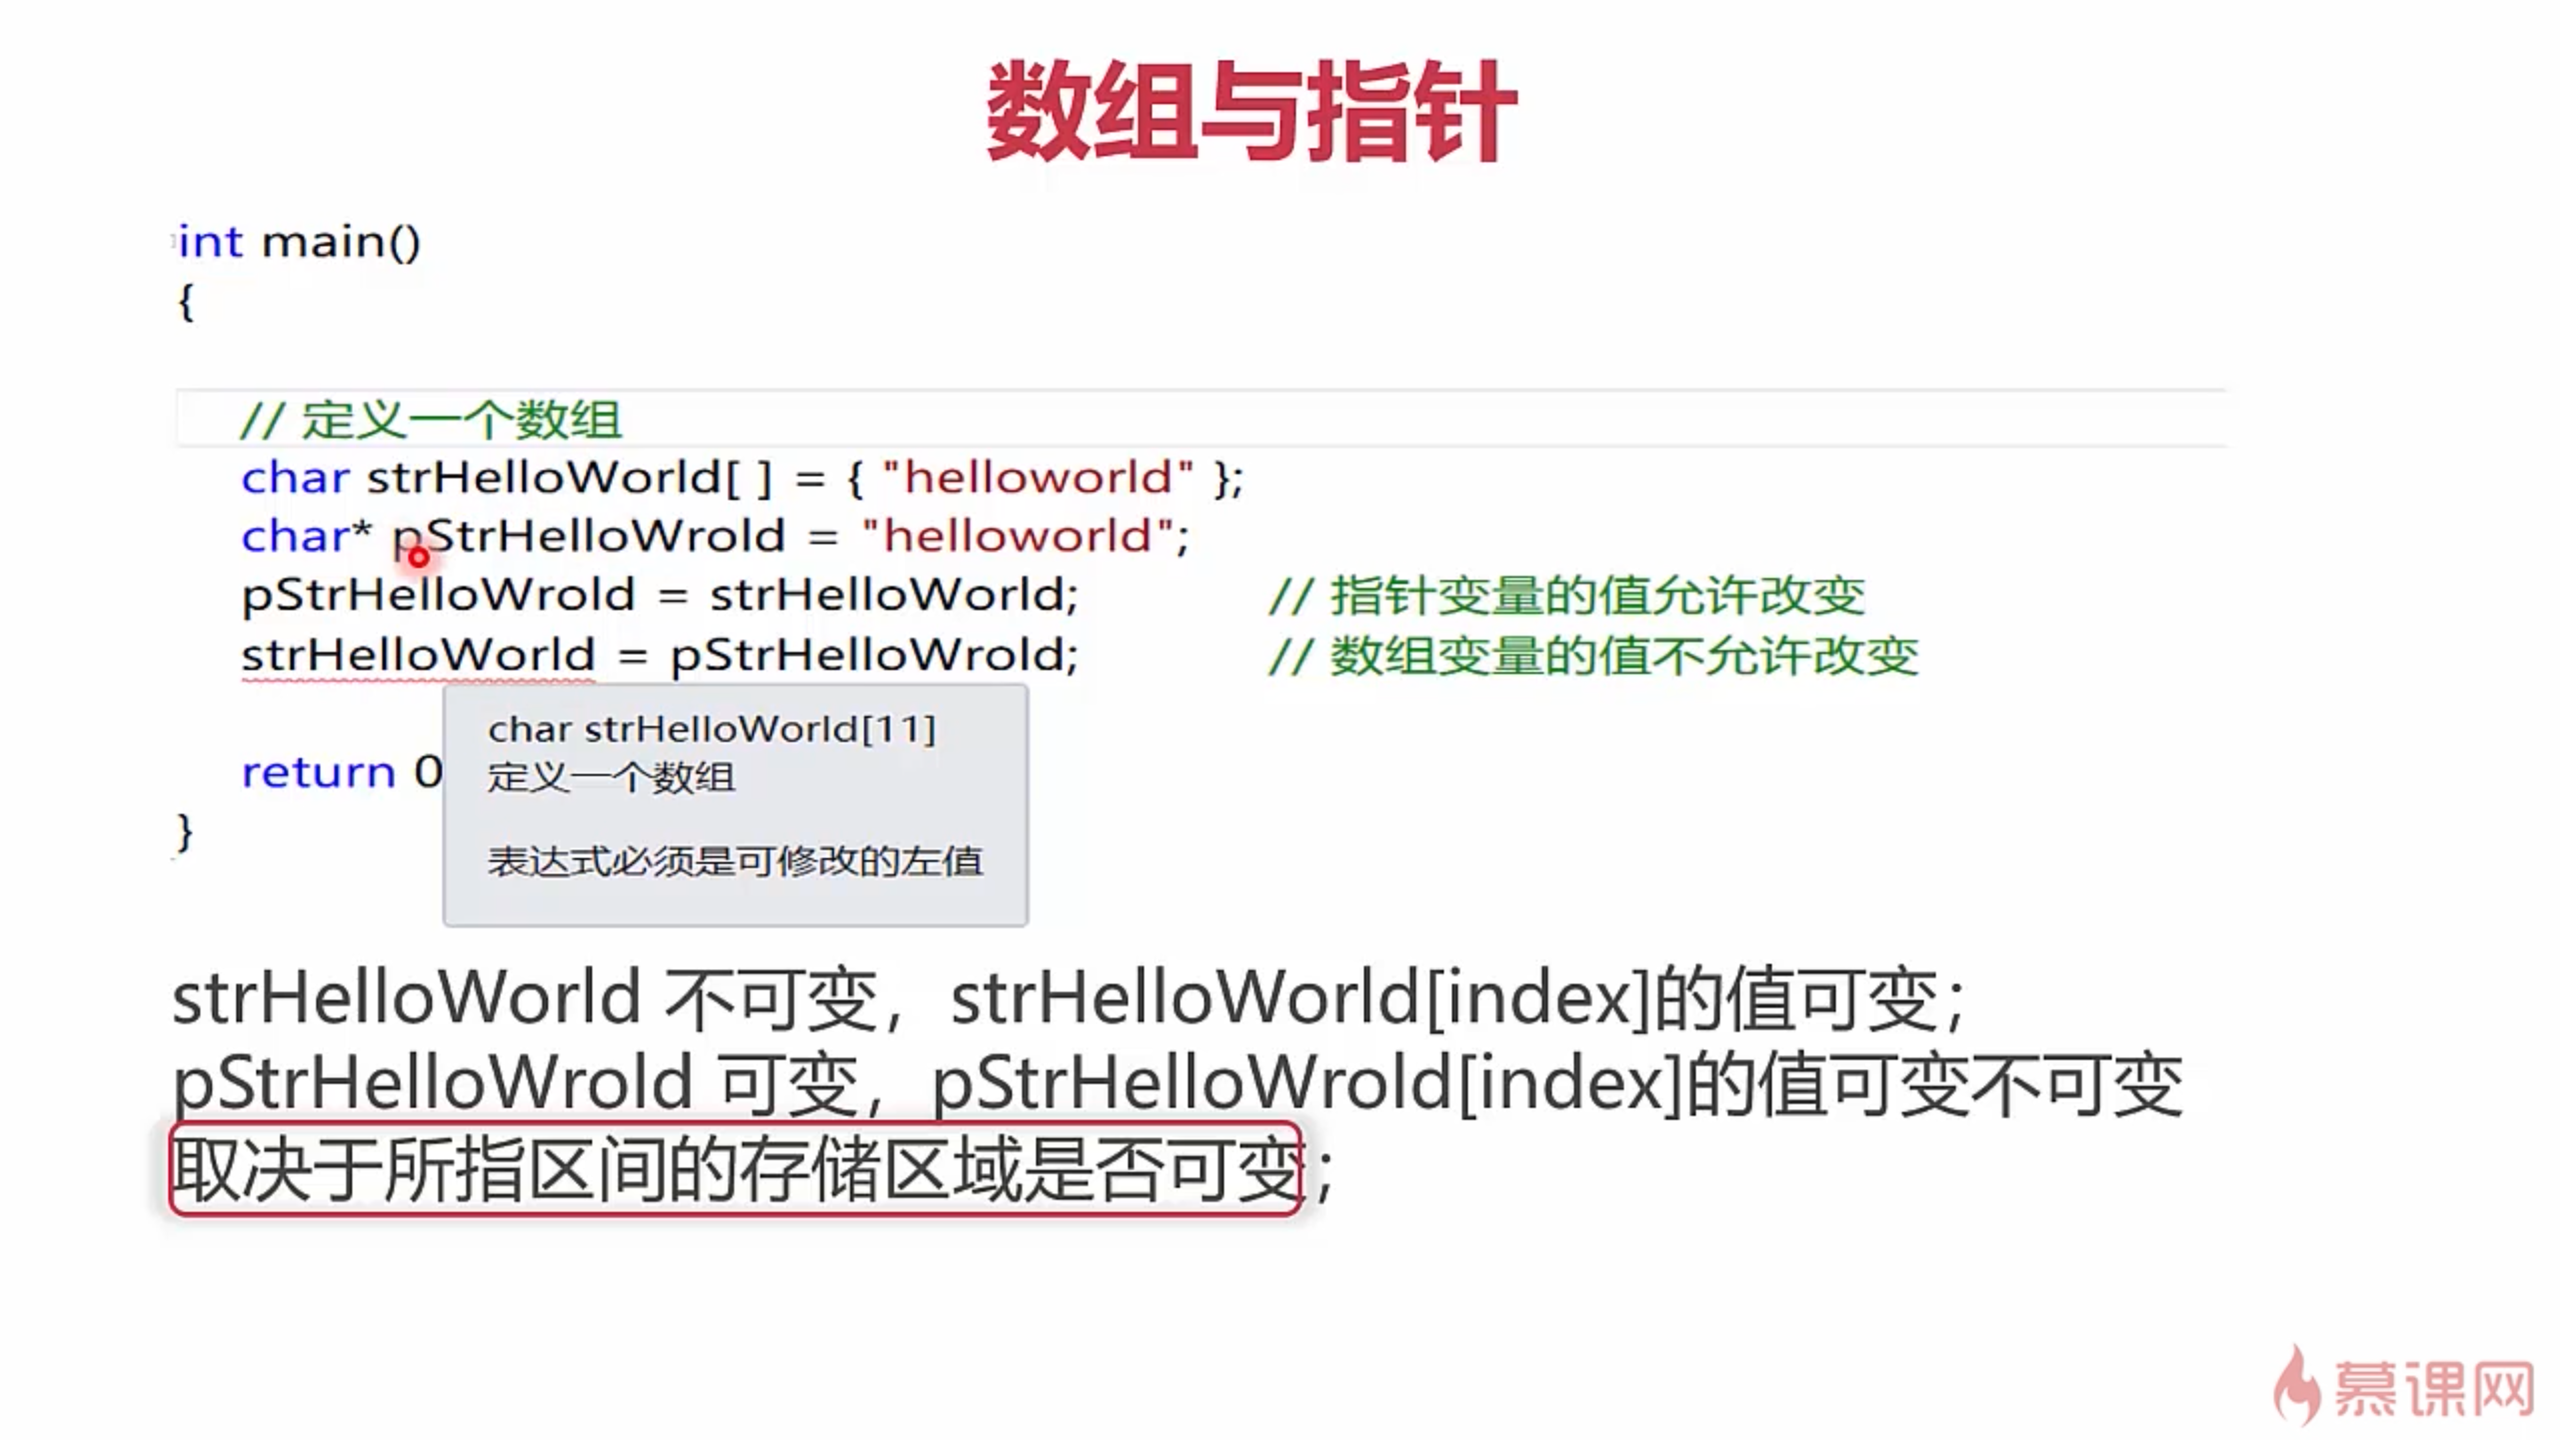 数组与指针
int main()
{
// 定义一个数组
char strHelloWorld[ ] = { "helloworld" };
char* pStrHelloWrold = "helloworld";
pStrHelloWrold = strHelloWorld; // 指针变量的值允许改变
strHelloWorld = pStrHelloWrold; // 数组变量的值不允许改变
char strHelloWorld[11]
定义一个数组
return 0
}
表达式必须是可修改的左值
strHelloWorld 不可变，strHelloWorld[index]的值可变；
pStrHelloWrold 可变，pStrHelloWrold[index]的值可变不可变
取决于所指区间的存储区域是否可变；
慕课网